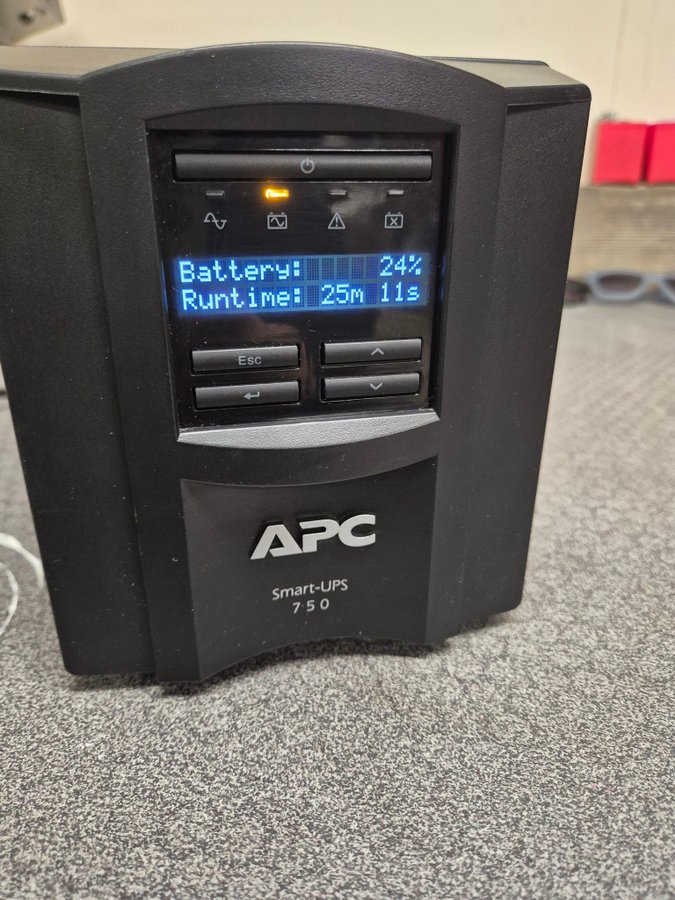 Battery: 24%
Runtime: 25m 11s
Esc
APC
Smart-UPS
750